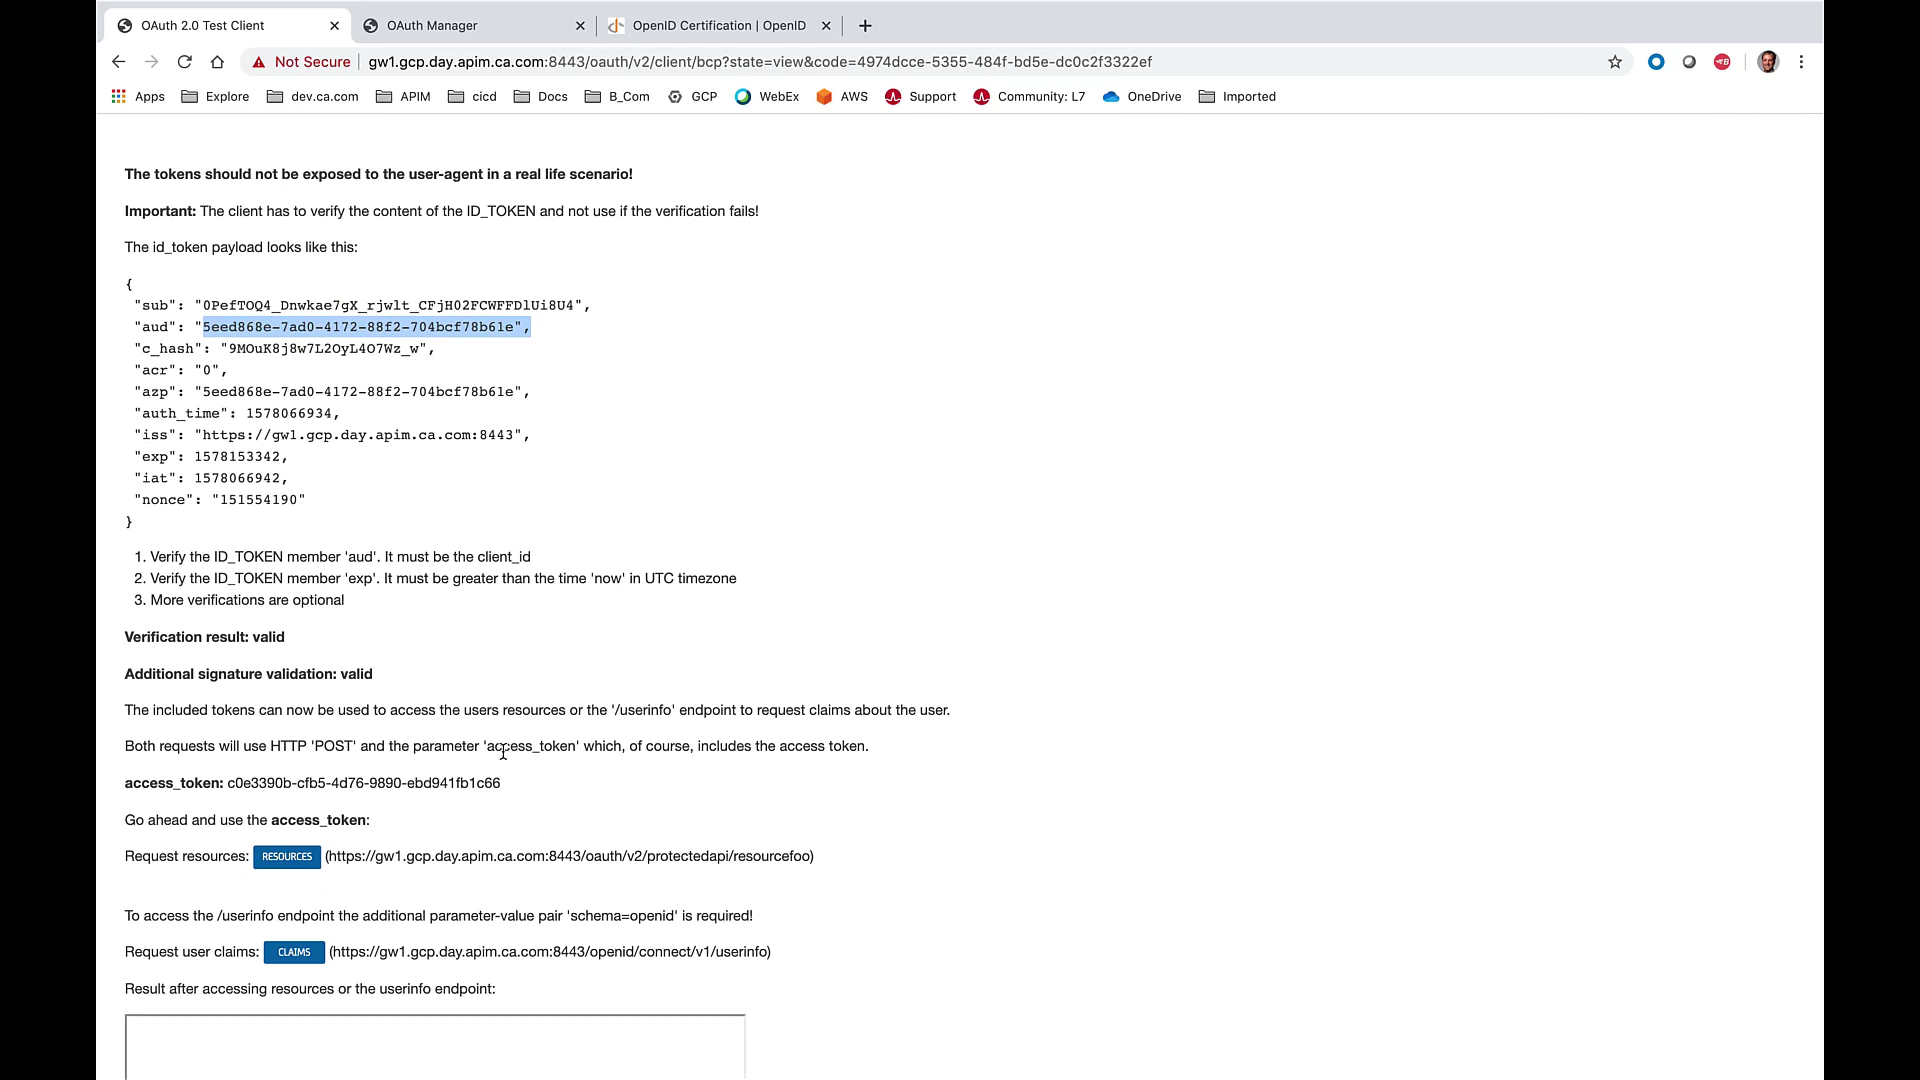 OAuth 2.0 Test Client
OAuth Manager
OpenID Certification | OpenID
Not Secure
gw1.gcp.day.apim.ca.com:8443/oauth/v2/client/bcp?state=view&code=4974dcce-5355-484f-bd5e-dc0c2f3322ef
Apps Explore dev.ca.com APIM cicd Docs B_Com GCP WebEx AWS Support Community: L7 OneDrive Imported
The tokens should not be exposed to the user-agent in a real life scenario!
Important: The client has to verify the content of the ID_TOKEN and not use if the verification fails!
The id_token payload looks like this:
{
"sub": "0PefTOQ4_Dnwkae7gX_rjwlt_CFjH02FCWFFDlUi8U4",
"aud": "5eed868e-7ad0-4172-88f2-704bcf78b61e",
"c_hash": "9MOuK8j8w7L2OyL4O7Wz_w",
"acr": "0",
"azp": "5eed868e-7ad0-4172-88f2-704bcf78b61e",
"auth_time": 1578066934,
"iss": "https://gw1.gcp.day.apim.ca.com:8443",
"exp": 1578153342,
"iat": 1578066942,
"nonce": "151554190"
}
1. Verify the ID_TOKEN member 'aud'. It must be the client_id
2. Verify the ID_TOKEN member 'exp'. It must be greater than the time 'now' in UTC timezone
3. More verifications are optional
Verification result: valid
Additional signature validation: valid
The included tokens can now be used to access the users resources or the '/userinfo' endpoint to request claims about the user.
Both requests will use HTTP 'POST' and the parameter 'access_token' which, of course, includes the access token.
access_token: c0e3390b-cfb5-4d76-9890-ebd941fb1c66
Go ahead and use the access_token:
Request resources: RESOURCES (https://gw1.gcp.day.apim.ca.com:8443/oauth/v2/protectedapi/resourcefoo)
To access the /userinfo endpoint the additional parameter-value pair 'schema=openid' is required!
Request user claims: CLAIMS (https://gw1.gcp.day.apim.ca.com:8443/openid/connect/v1/userinfo)
Result after accessing resources or the userinfo endpoint: